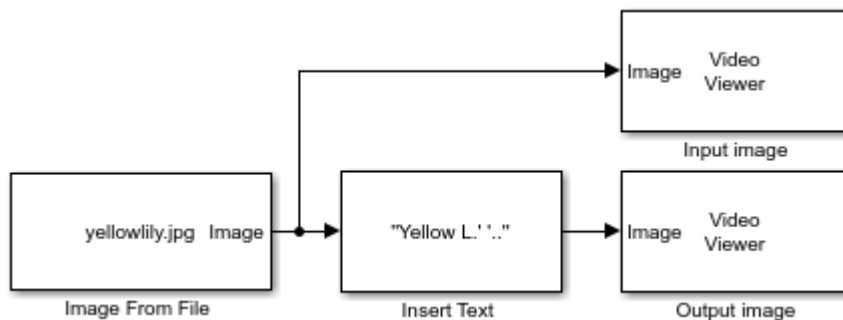 Image
Video
Viewer
Input image
yellowlily.jpg Image
Image From File
"Yellow L.' '.."
Insert Text
Image
Video
Viewer
Output image